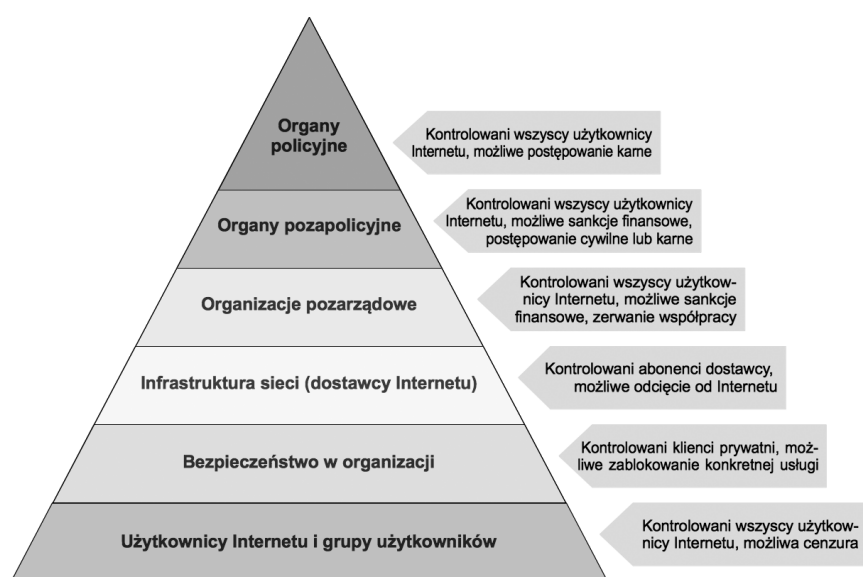 Organy
policyjne
Kontrolowani wszyscy użytkownicy
Internetu, możliwe postępowanie karne
Organy pozapolicyjne
Kontrolowani wszyscy użytkownicy
Internetu, możliwe sankcje finansowe,
postępowanie cywilne lub karne
Organizacje pozarządowe
Kontrolowani wszyscy użytkow-
nicy Internetu, możliwe sankcje
finansowe, zerwanie współpracy
Infrastruktura sieci (dostawcy Internetu)
Kontrolowani abonenci dostawcy,
możliwe odcięcie od Internetu
Bezpieczeństwo w organizacji
Kontrolowani klienci prywatni, moż-
liwe zablokowanie konkretnej usługi
Użytkownicy Internetu i grupy użytkowników
Kontrolowani wszyscy użytkow-
nicy Internetu, możliwa cenzura